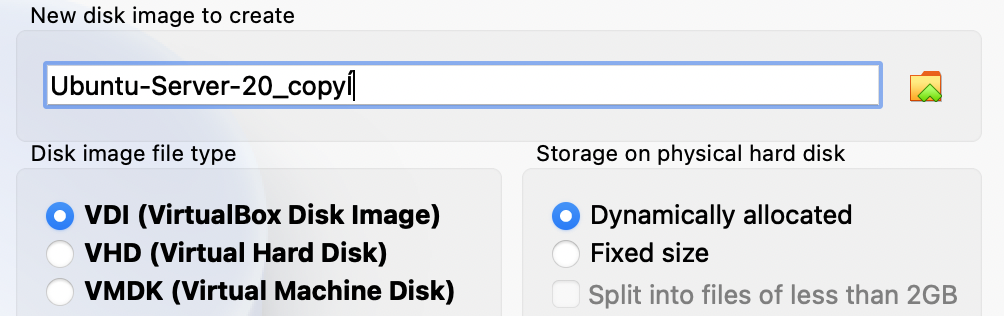 New disk image to create
Ubuntu-Server-20_copyl
Disk image file type
Storage on physical hard disk
VDI (VirtualBox Disk Image)
Dynamically allocated
VHD (Virtual Hard Disk)
Fixed size
VMDK (Virtual Machine Disk)
Split into files of less than 2GB